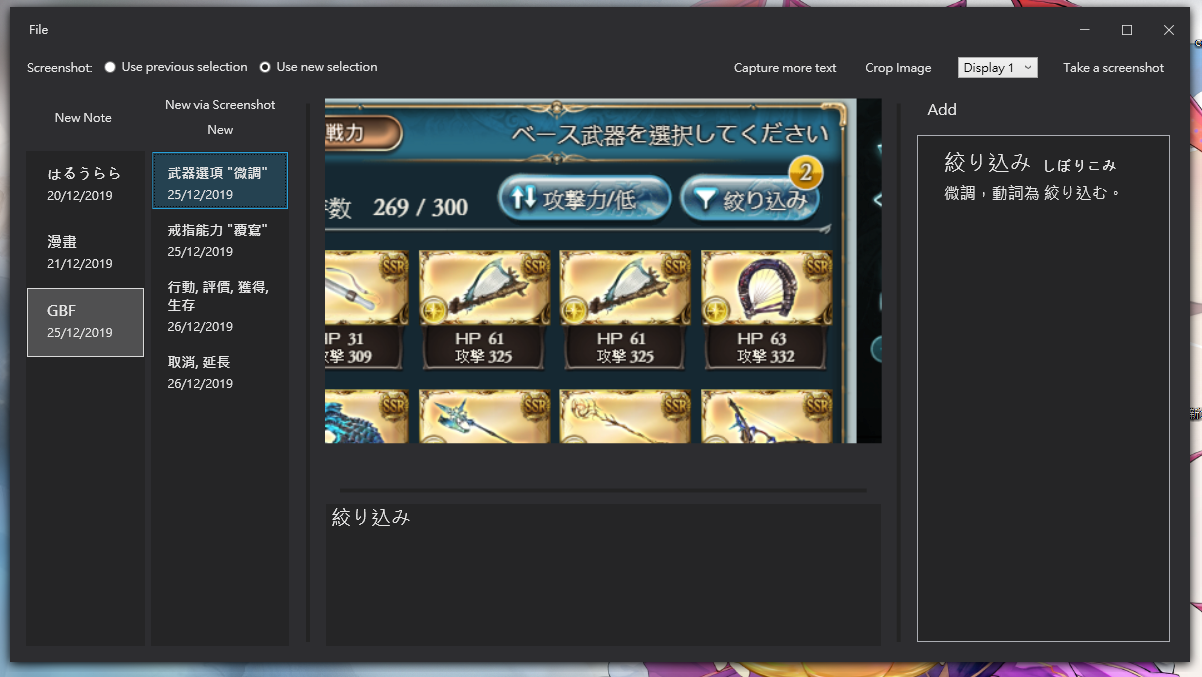 File
Screenshot: Use previous selection Use new selection
Capture more text Crop Image Display 1 Take a screenshot
New Note
はるうらら
20/12/2019
漫畫
21/12/2019
GBF
25/12/2019
New via Screenshot
New
武器選項 "微調"
25/12/2019
戒指能力 "覆寫"
25/12/2019
行動, 評價, 獲得,
生存
26/12/2019
取消, 延長
26/12/2019
戦力 ベース武器を選択してください
2
数 269 / 300 攻撃力/低 絞り込み
SSR SSR SSR SSR
HP 31 HP 61 HP 61 HP 63
攻撃 309 攻撃 325 攻撃 325 攻撃 332
SSR SSR SSR SSR
絞り込み
Add
絞り込み しぼりこみ
微調，動詞為 絞り込む。